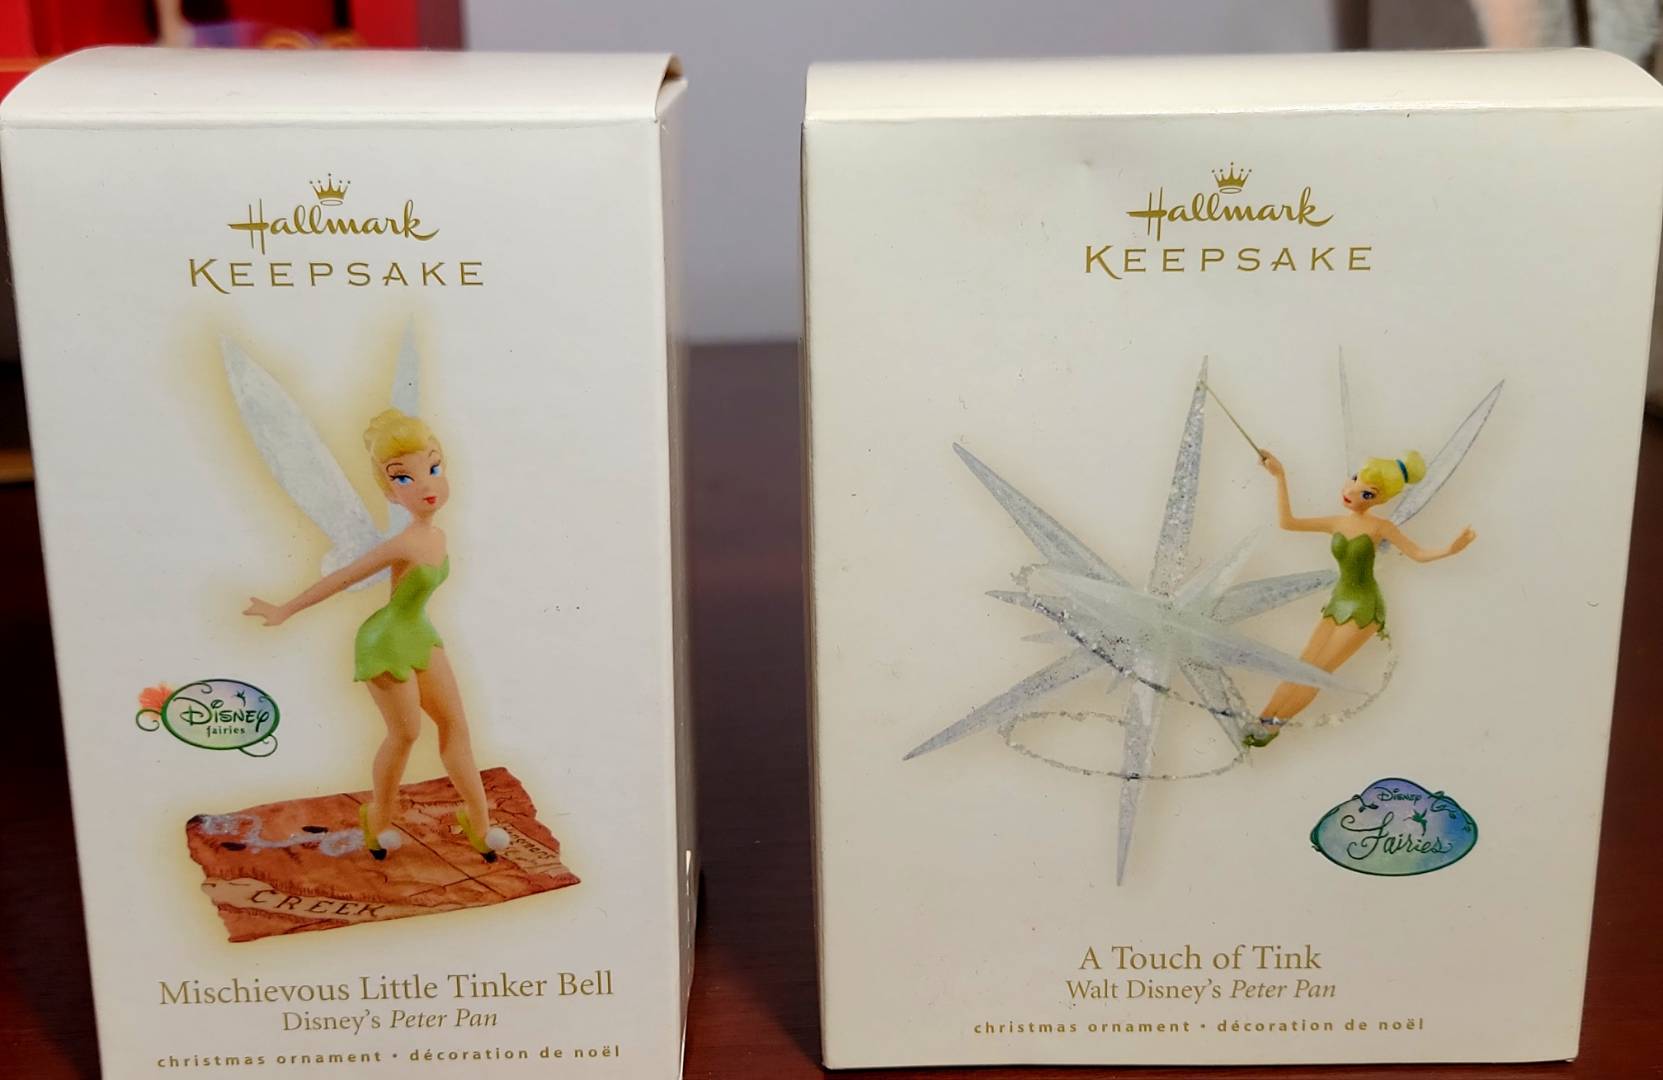 Hallmark
KEEPSAKE
Disney
fairies
CREEK
Mischievous Little Tinker Bell
Disney's Peter Pan
christmas ornament • décoration de noël
Hallmark
KEEPSAKE
Disney
Fairies
A Touch of Tink
Walt Disney's Peter Pan
christmas ornament • décoration de noël